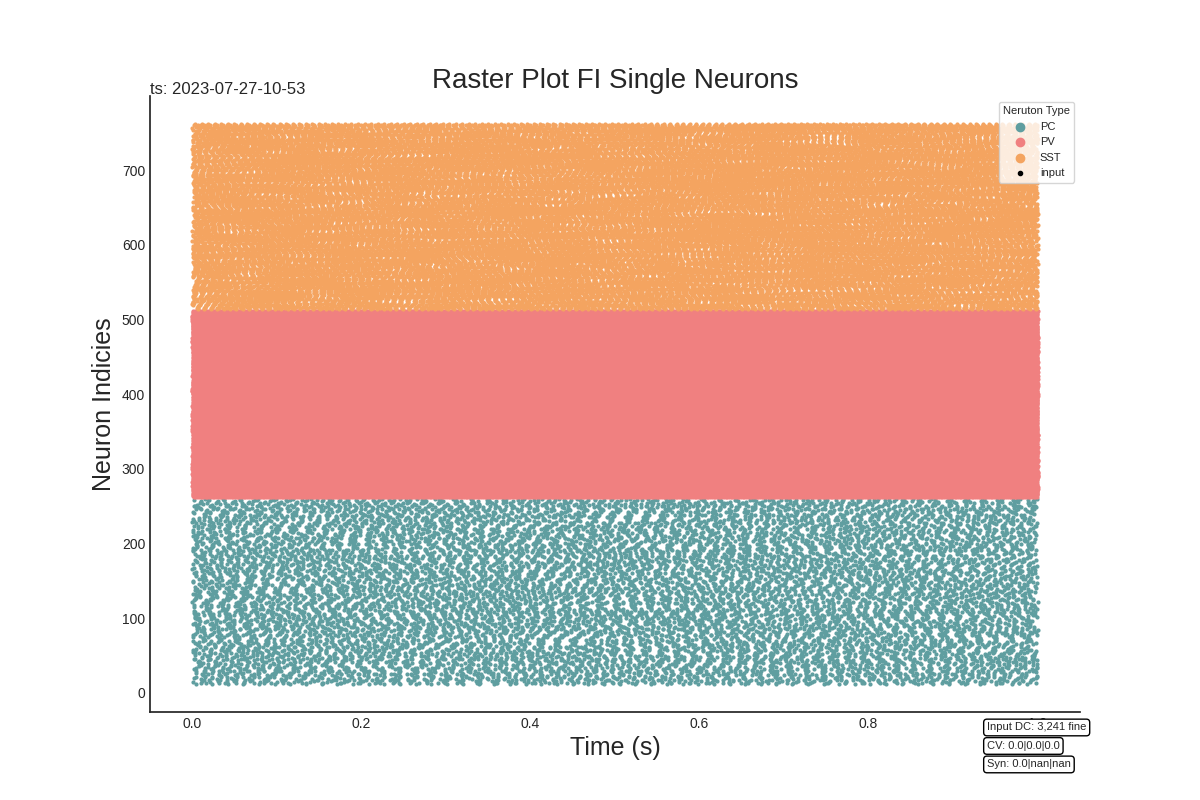 Raster Plot FI Single Neurons
ts: 2023-07-27-10-53
Neruton Type
PC
PV
SST
input
700
600
500
400
300
200
100
0
Neuron Indicies
0.0 0.2 0.4 0.6 0.8
Time (s)
Input DC: 3,241 fine
CV: 0.0|0.0|0.0
Syn: 0.0|nan|nan